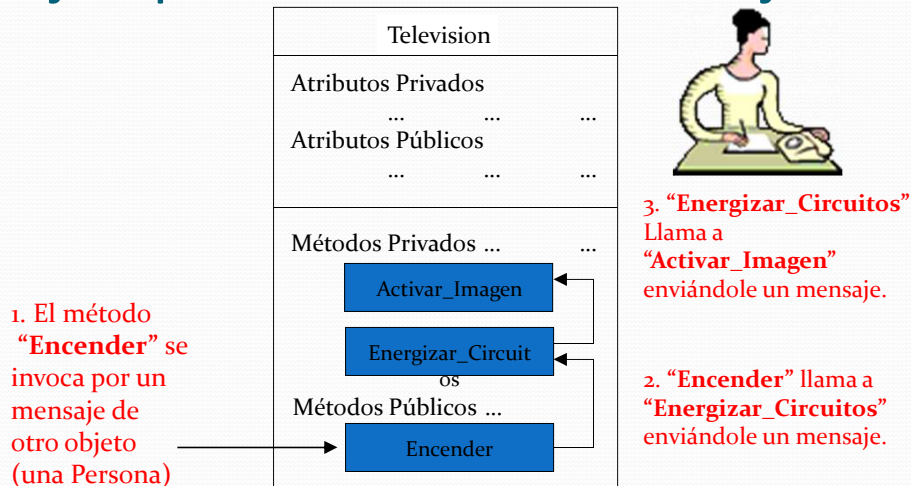 Television
Atributos Privados
... ... ...
Atributos Públicos
... ... ...
Métodos Privados ... ...
Activar_Imagen
Energizar_Circuit
os
Métodos Públicos ...
Encender
1. El método
“Encender” se
invoca por un
mensaje de
otro objeto
(una Persona)
3. “Energizar_Circuitos”
Llama a
“Activar_Imagen”
enviándole un mensaje.
2. “Encender” llama a
“Energizar_Circuitos”
enviándole un mensaje.